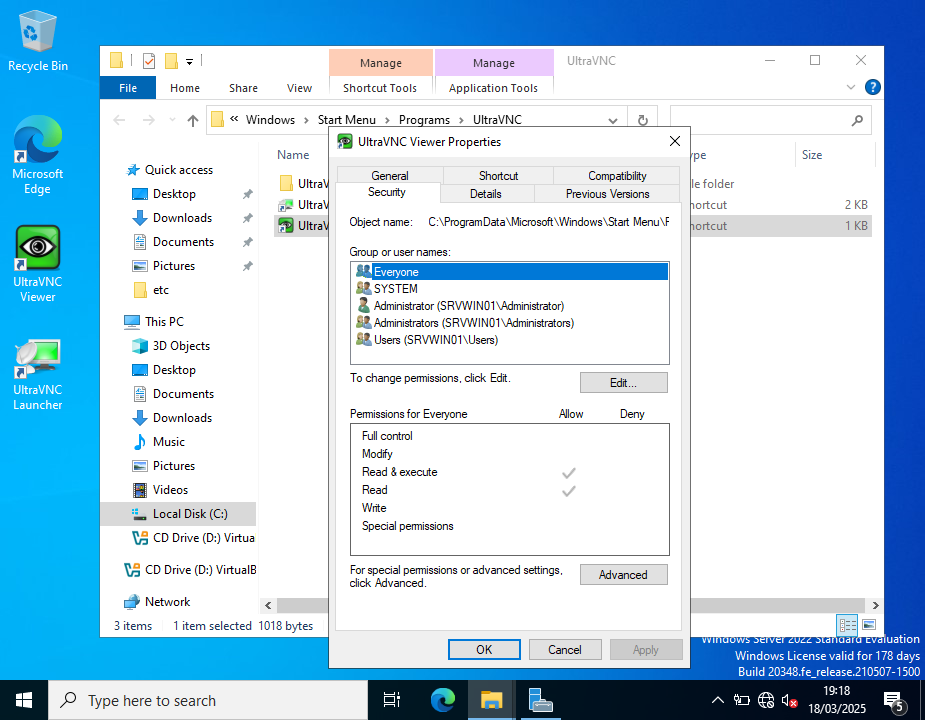 Recycle Bin
Microsoft
Edge
UltraVNC
Viewer
UltraVNC
Launcher
Manage
Manage
UltraVNC
File
Home
Share
View
Shortcut Tools
Application Tools
?
« Windows > Start Menu > Programs > UltraVNC
Name
Size
Quick access
Desktop
Downloads
Documents
Pictures
etc
This PC
3D Objects
Desktop
Documents
Downloads
Music
Pictures
Videos
Local Disk (C:)
CD Drive (D:) Virtua
CD Drive (D:) VirtualB
Network
UltraV
UltraV
UltraV
folder
2 KB
1 KB
3 items
1 item selected
1018 bytes
UltraVNC Viewer Properties
General
Shortcut
Compatibility
Security
Details
Previous Versions
Object name:
C:\ProgramData\Microsoft\Windows\Start Menu\F
Group or user names:
Everyone
SYSTEM
Administrator (SRVWIN01\Administrator)
Administrators (SRVWIN01\Administrators)
Users (SRVWIN01\Users)
To change permissions, click Edit.
Edit...
Permissions for Everyone
Allow
Deny
Full control
Modify
Read & execute
Read
Write
Special permissions
For special permissions or advanced settings,
click Advanced.
Advanced
OK
Cancel
Apply
Windows Server 2022 Standard Evaluation
Windows License valid for 178 days
Build 20348.fe_release.210507-1500
Type here to search
19:18
18/03/2025
5